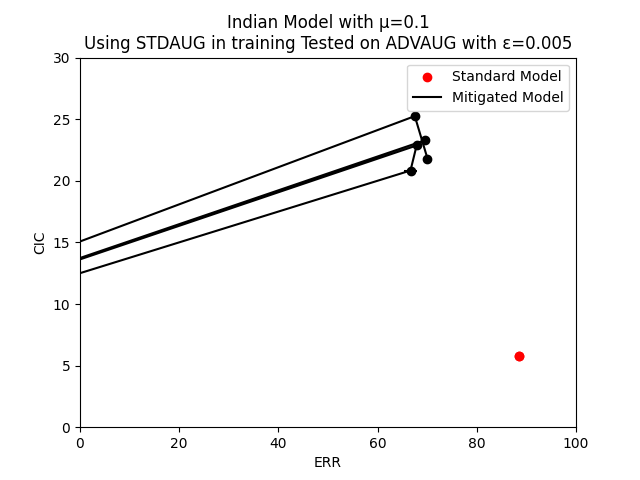 Indian Model with μ=0.1
Using STDAUG in training Tested on ADVAUG with ε=0.005
Standard Model
Mitigated Model
30
25
20
15
10
5
0
CIC
0 20 40 60 80 100
ERR